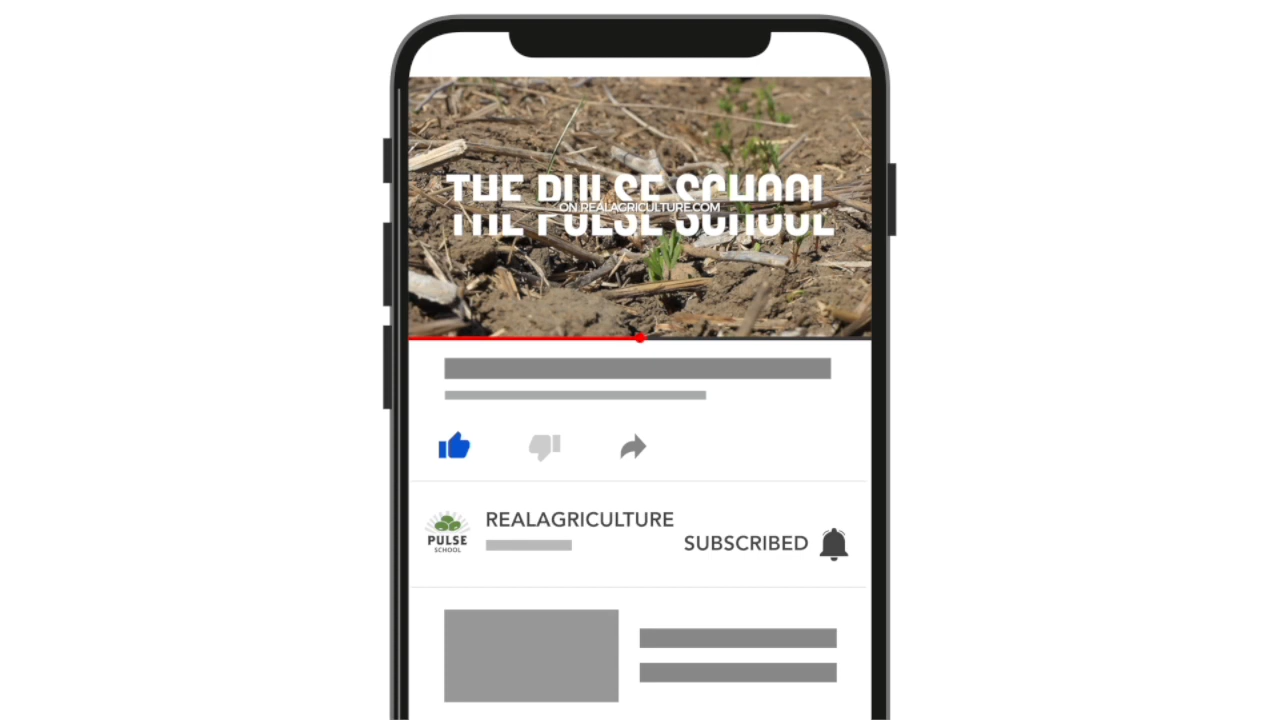 THE PULSE SCHOOL
ON REALAGRICULTURE.COM
REALAGRICULTURE
PULSE
SCHOOL
SUBSCRIBED